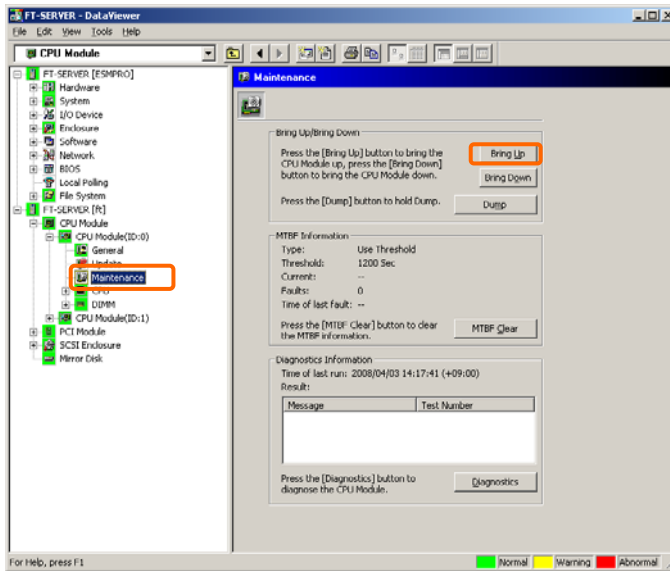 FT-SERVER - DataViewer
File Edit View Tools Help
CPU Module
FT-SERVER [ESMPRO]
Hardware
System
I/O Device
Enclosure
Software
Network
BIOS
Local Polling
File System
FT-SERVER [ft]
CPU Module
CPU Module(ID:0)
General
Update
Maintenance
CPU
DIMM
CPU Module(ID:1)
PCI Module
SCSI Enclosure
Mirror Disk
Maintenance
Bring Up/Bring Down
Press the [Bring Up] button to bring the
CPU Module up, press the [Bring Down]
button to bring the CPU Module down.
Bring Up
Bring Down
Press the [Dump] button to hold Dump.
Dump
MTBF Information
Type: Use Threshold
Threshold: 1200 Sec
Current: --
Faults: 0
Time of last fault: --
Press the [MTBF Clear] button to clear
the MTBF information.
MTBF Clear
Diagnostics Information
Time of last run: 2008/04/03 14:17:41 (+09:00)
Result:
Message Test Number
Press the [Diagnostics] button to
diagnose the CPU Module.
Diagnostics
For Help, press F1
Normal Warning Abnormal